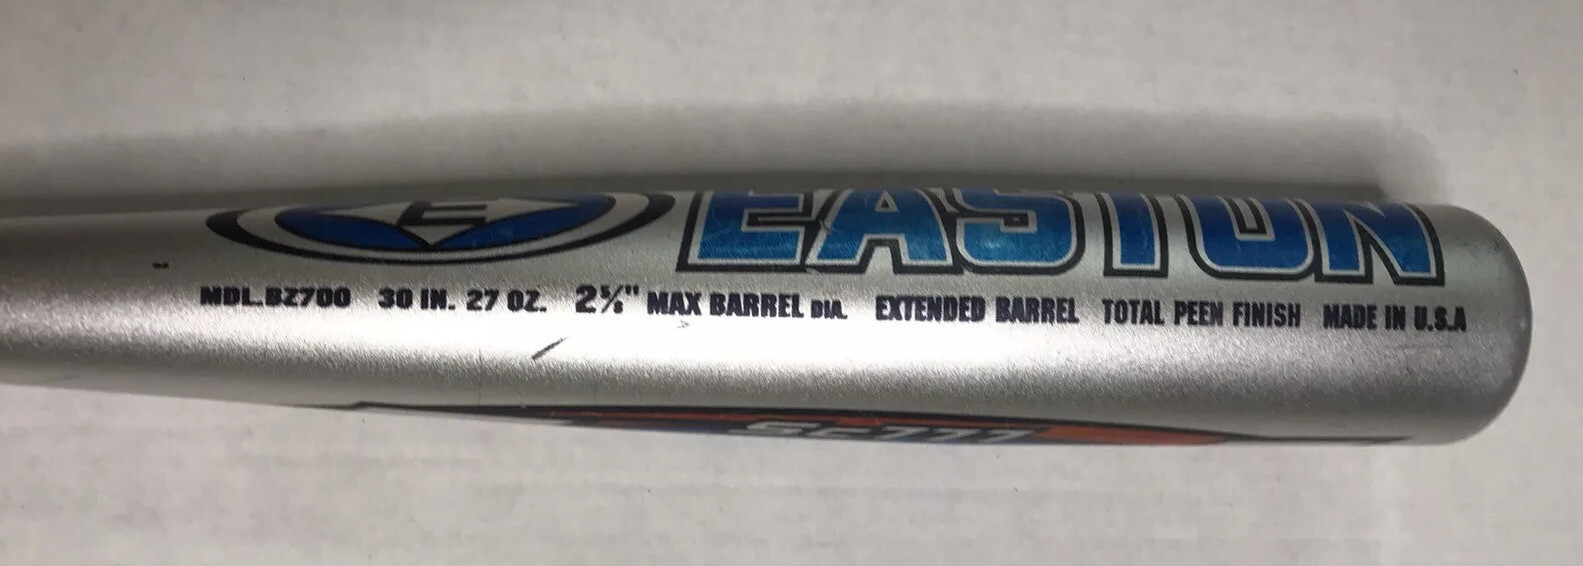 E EASTON
MDL.BZ700 30 IN. 27 OZ. 2⅝" MAX BARREL DIA. EXTENDED BARREL TOTAL PEEN FINISH MADE IN U.S.A